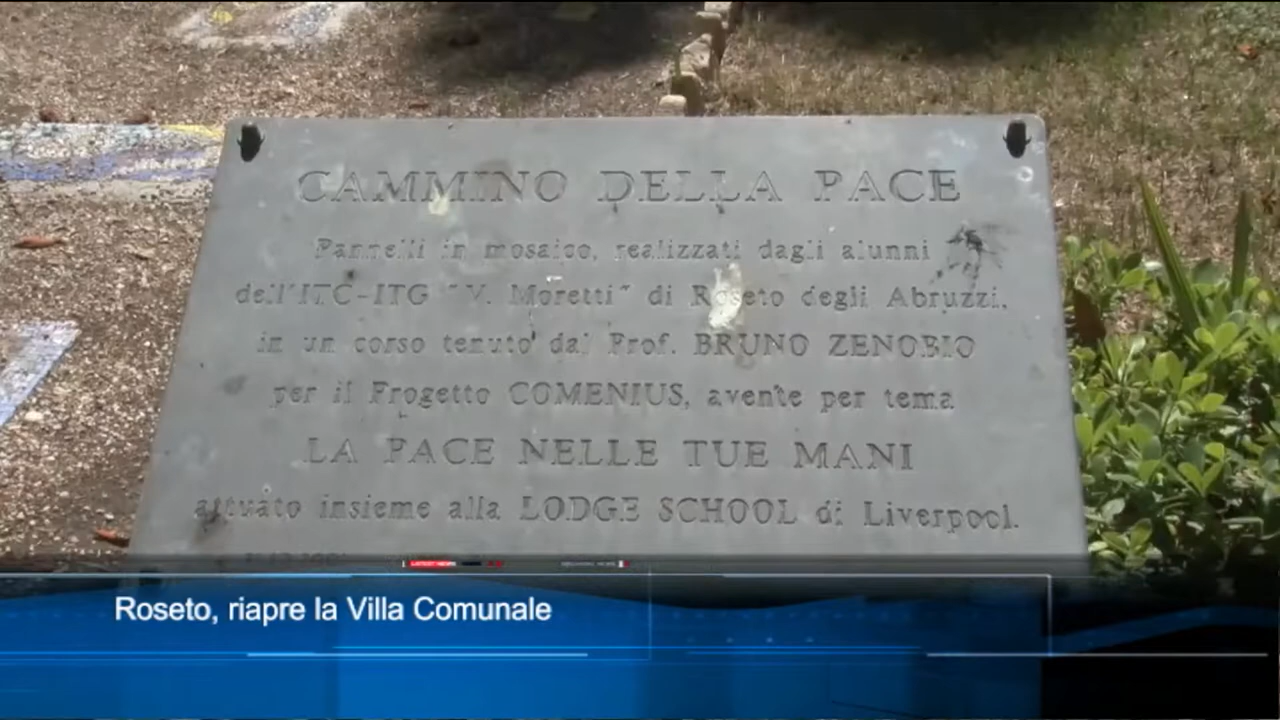 CAMMINO DELLA PACE
Pannelli in mosaico, realizzati dagli alunni
dell'ITC-ITG "V. Moretti" di Roseto degli Abruzzi,
in un corso tenuto dal Prof. BRUNO ZENOBIO
per il Progetto COMENIUS, avente per tema
LA PACE NELLE TUE MANI
attuato insieme alla LODGE SCHOOL di Liverpool.
LATEST NEWS
Roseto, riapre la Villa Comunale